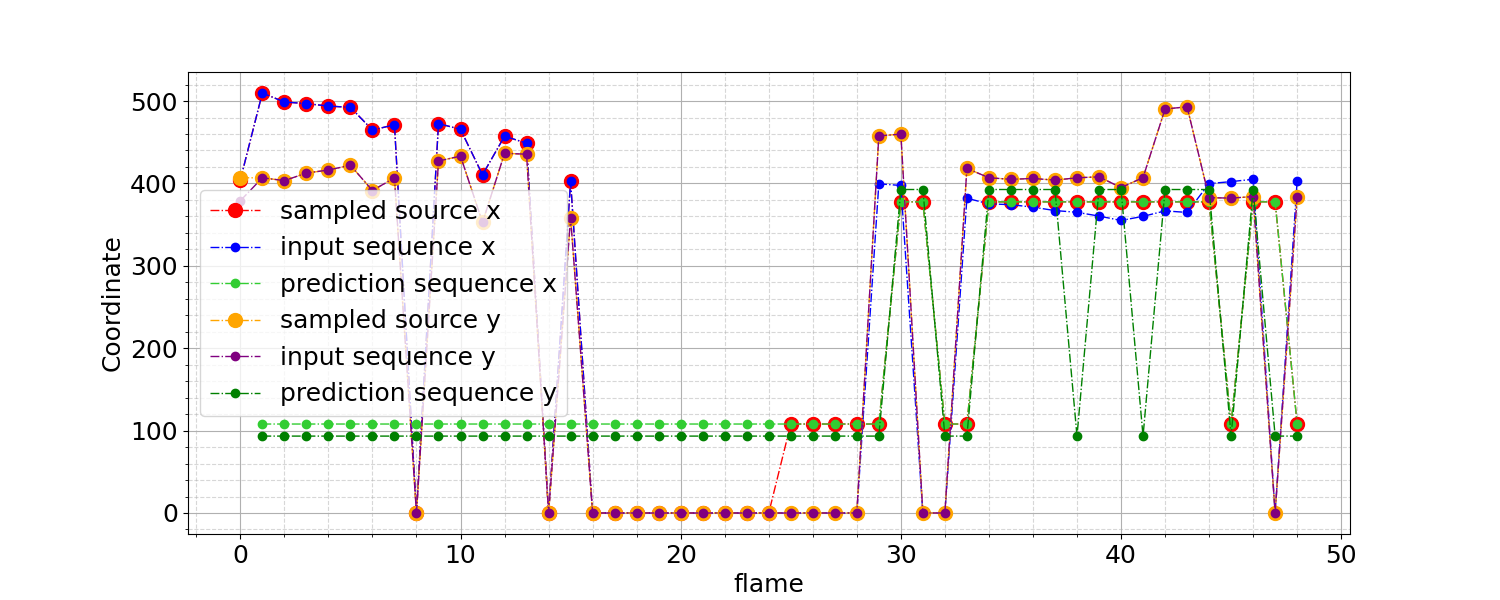 500
400
300
200
100
0
Coordinate
sampled source x
input sequence x
prediction sequence x
sampled source y
input sequence y
prediction sequence y
0 10 20 30 40 50
flame